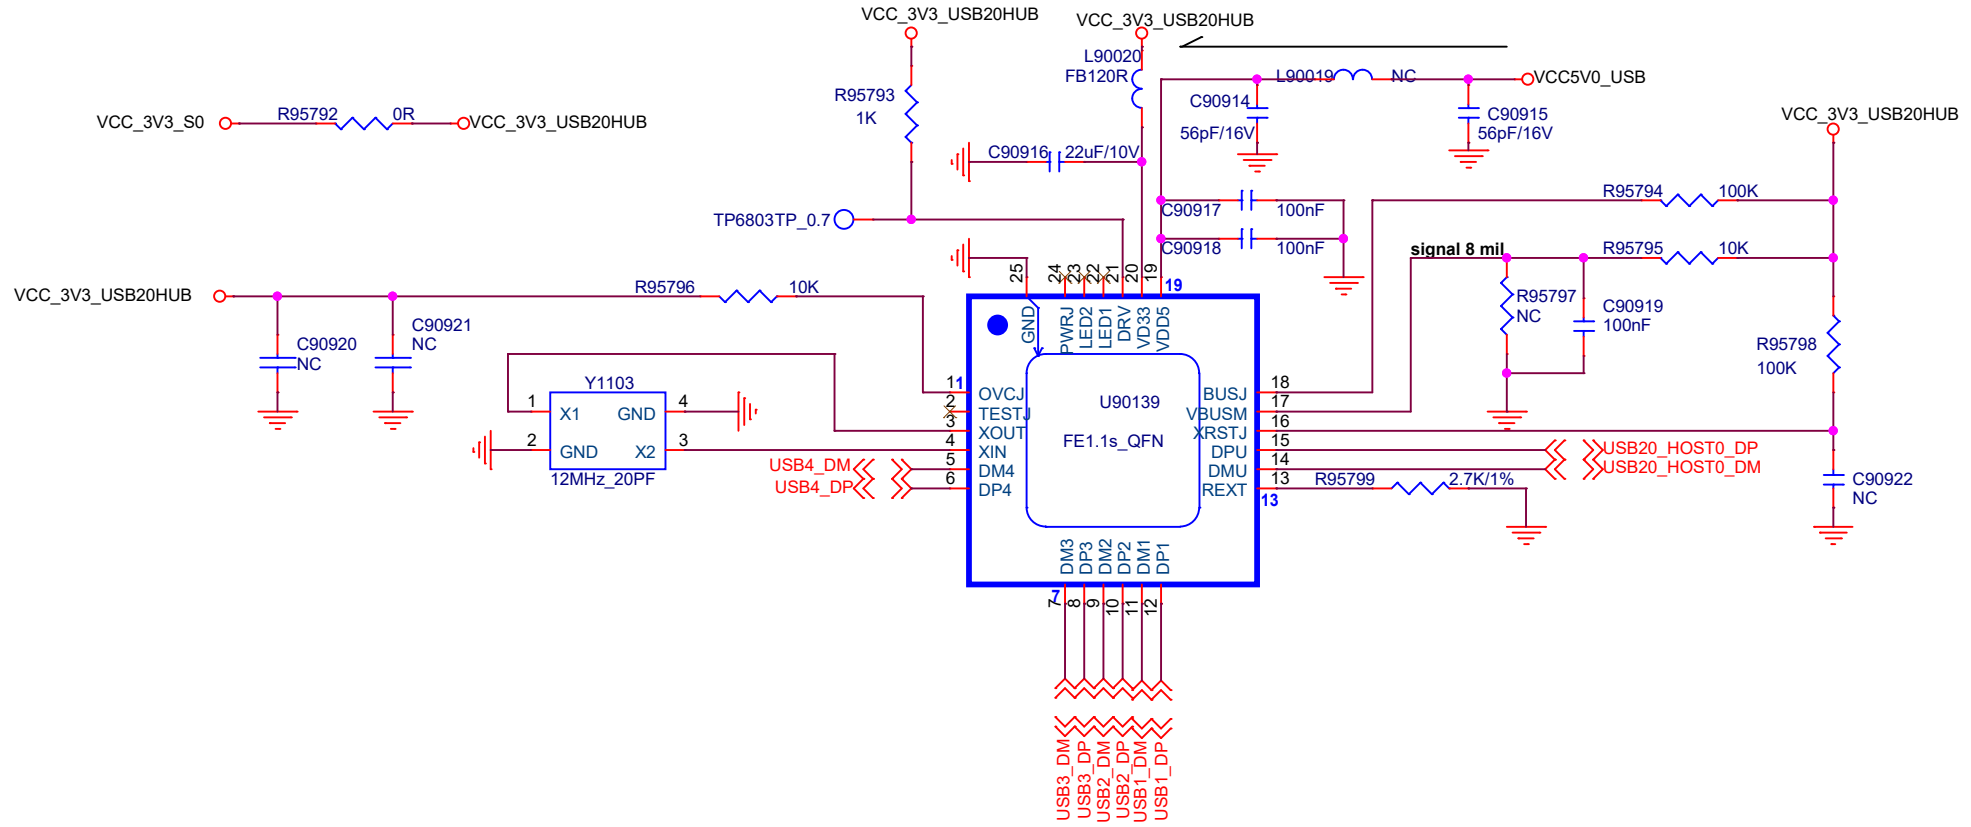 VCC_3V3_USB20HUB
VCC_3V3_USB20HUB
L90020
FB120R
L90019 NC
VCC5V0_USB
R95793
1K
C90914
56pF/16V
C90915
56pF/16V
VCC_3V3_USB20HUB
VCC_3V3_S0
R95792 0R
VCC_3V3_USB20HUB
C90916 22uF/10V
R95794 100K
C90917 100nF
TP6803TP_0.7
C90918 100nF
signal 8 mil
R95795 10K
25 24 23 22 21 20 19
19
VCC_3V3_USB20HUB
R95796 10K
R95797
NC
C90919
100nF
C90920
NC
C90921
NC
R95798
100K
GND PWRJ LED2 LED1 DRV VD33 VDD5
Y1103
1 X1 GND 4
2 GND X2 3
12MHz_20PF
1 1 OVCJ
2 TESTJ
3 XOUT
4 XIN
5 DM4
6 DP4
U90139
FE1.1s_QFN
BUSJ 18
VBUSM 17
XRSTJ 16
DPU 15
DMU 14
REXT 13
13
USB4_DM
USB4_DP
USB20_HOST0_DP
USB20_HOST0_DM
R95799 2.7K/1%
C90922
NC
DM3 DP3 DM2 DP2 DM1 DP1
7
7 8 9 10 11 12
USB3_DM
USB3_DP
USB2_DM
USB2_DP
USB1_DM
USB1_DP